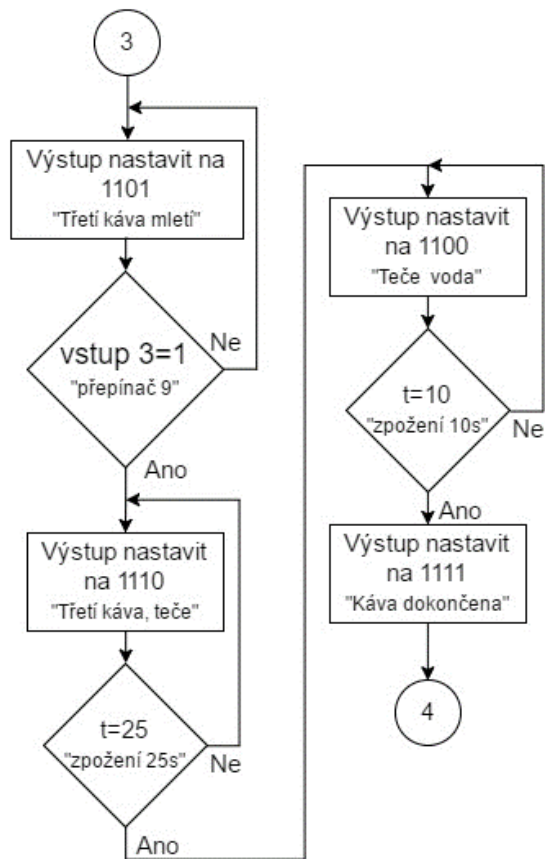 3
Výstup nastavit na
1101
"Třetí káva mletí"
vstup 3=1
"přepínač 9"
Ne
Ano
Výstup nastavit
na 1110
"Třetí káva, teče"
t=25
"zpožení 25s"
Ne
Ano
Výstup nastavit
na 1100
"Teče voda"
t=10
"zpožení 10s"
Ne
Ano
Výstup nastavit
na 1111
"Káva dokončena"
4